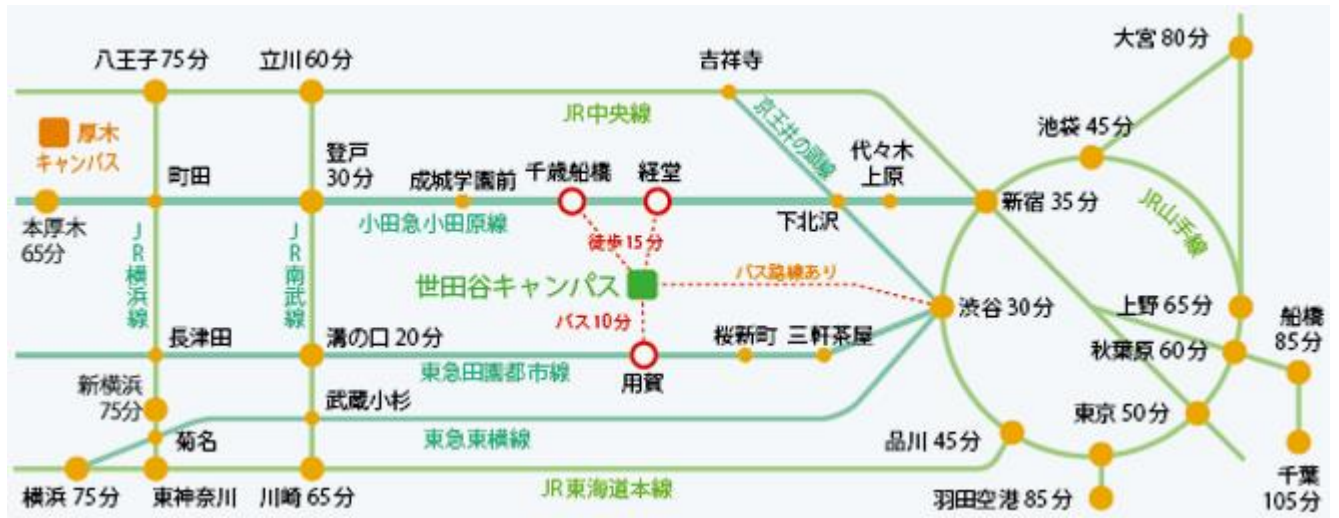 大宮 80分
八王子 75分
立川 60分
吉祥寺
JR中央線
京王井の頭線
池袋 45分
厚木
キャンパス
町田
登戸
30分
成城学園前
千歳船橋
経堂
代々木
上原
新宿 35分
JR山手線
本厚木
65分
小田急小田原線
下北沢
徒歩15分
JR横浜線
JR南武線
世田谷キャンパス
バス路線あり
渋谷 30分
上野 65分
船橋
85分
バス10分
長津田
溝の口 20分
桜新町
三軒茶屋
秋葉原 60分
東急田園都市線
用賀
新横浜
75分
武蔵小杉
東京 50分
菊名
東急東横線
品川 45分
横浜 75分
東神奈川
川崎 65分
JR東海道本線
羽田空港 85分
千葉
105分